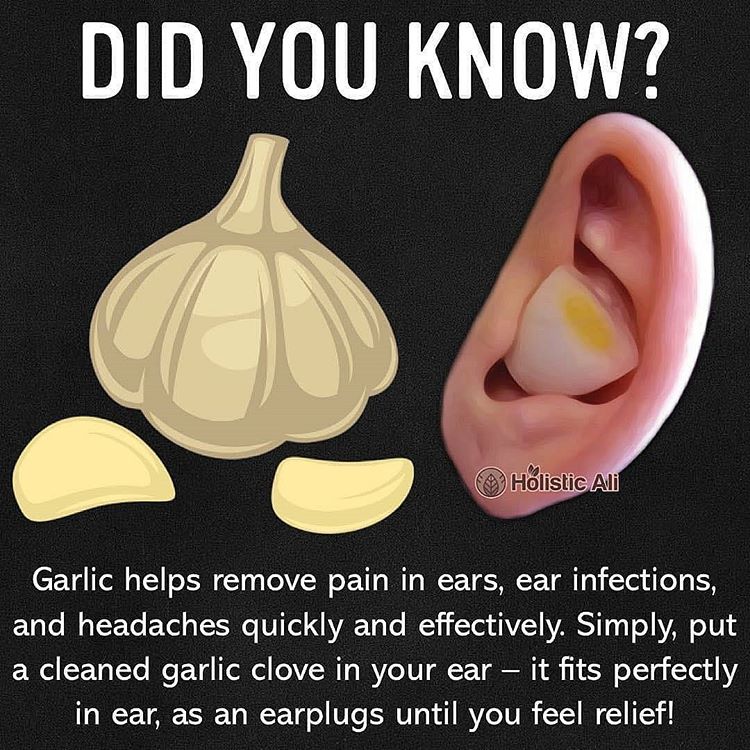 DID YOU KNOW?
Holistic Ali
Garlic helps remove pain in ears, ear infections,
and headaches quickly and effectively. Simply, put
a cleaned garlic clove in your ear – it fits perfectly
in ear, as an earplugs until you feel relief!